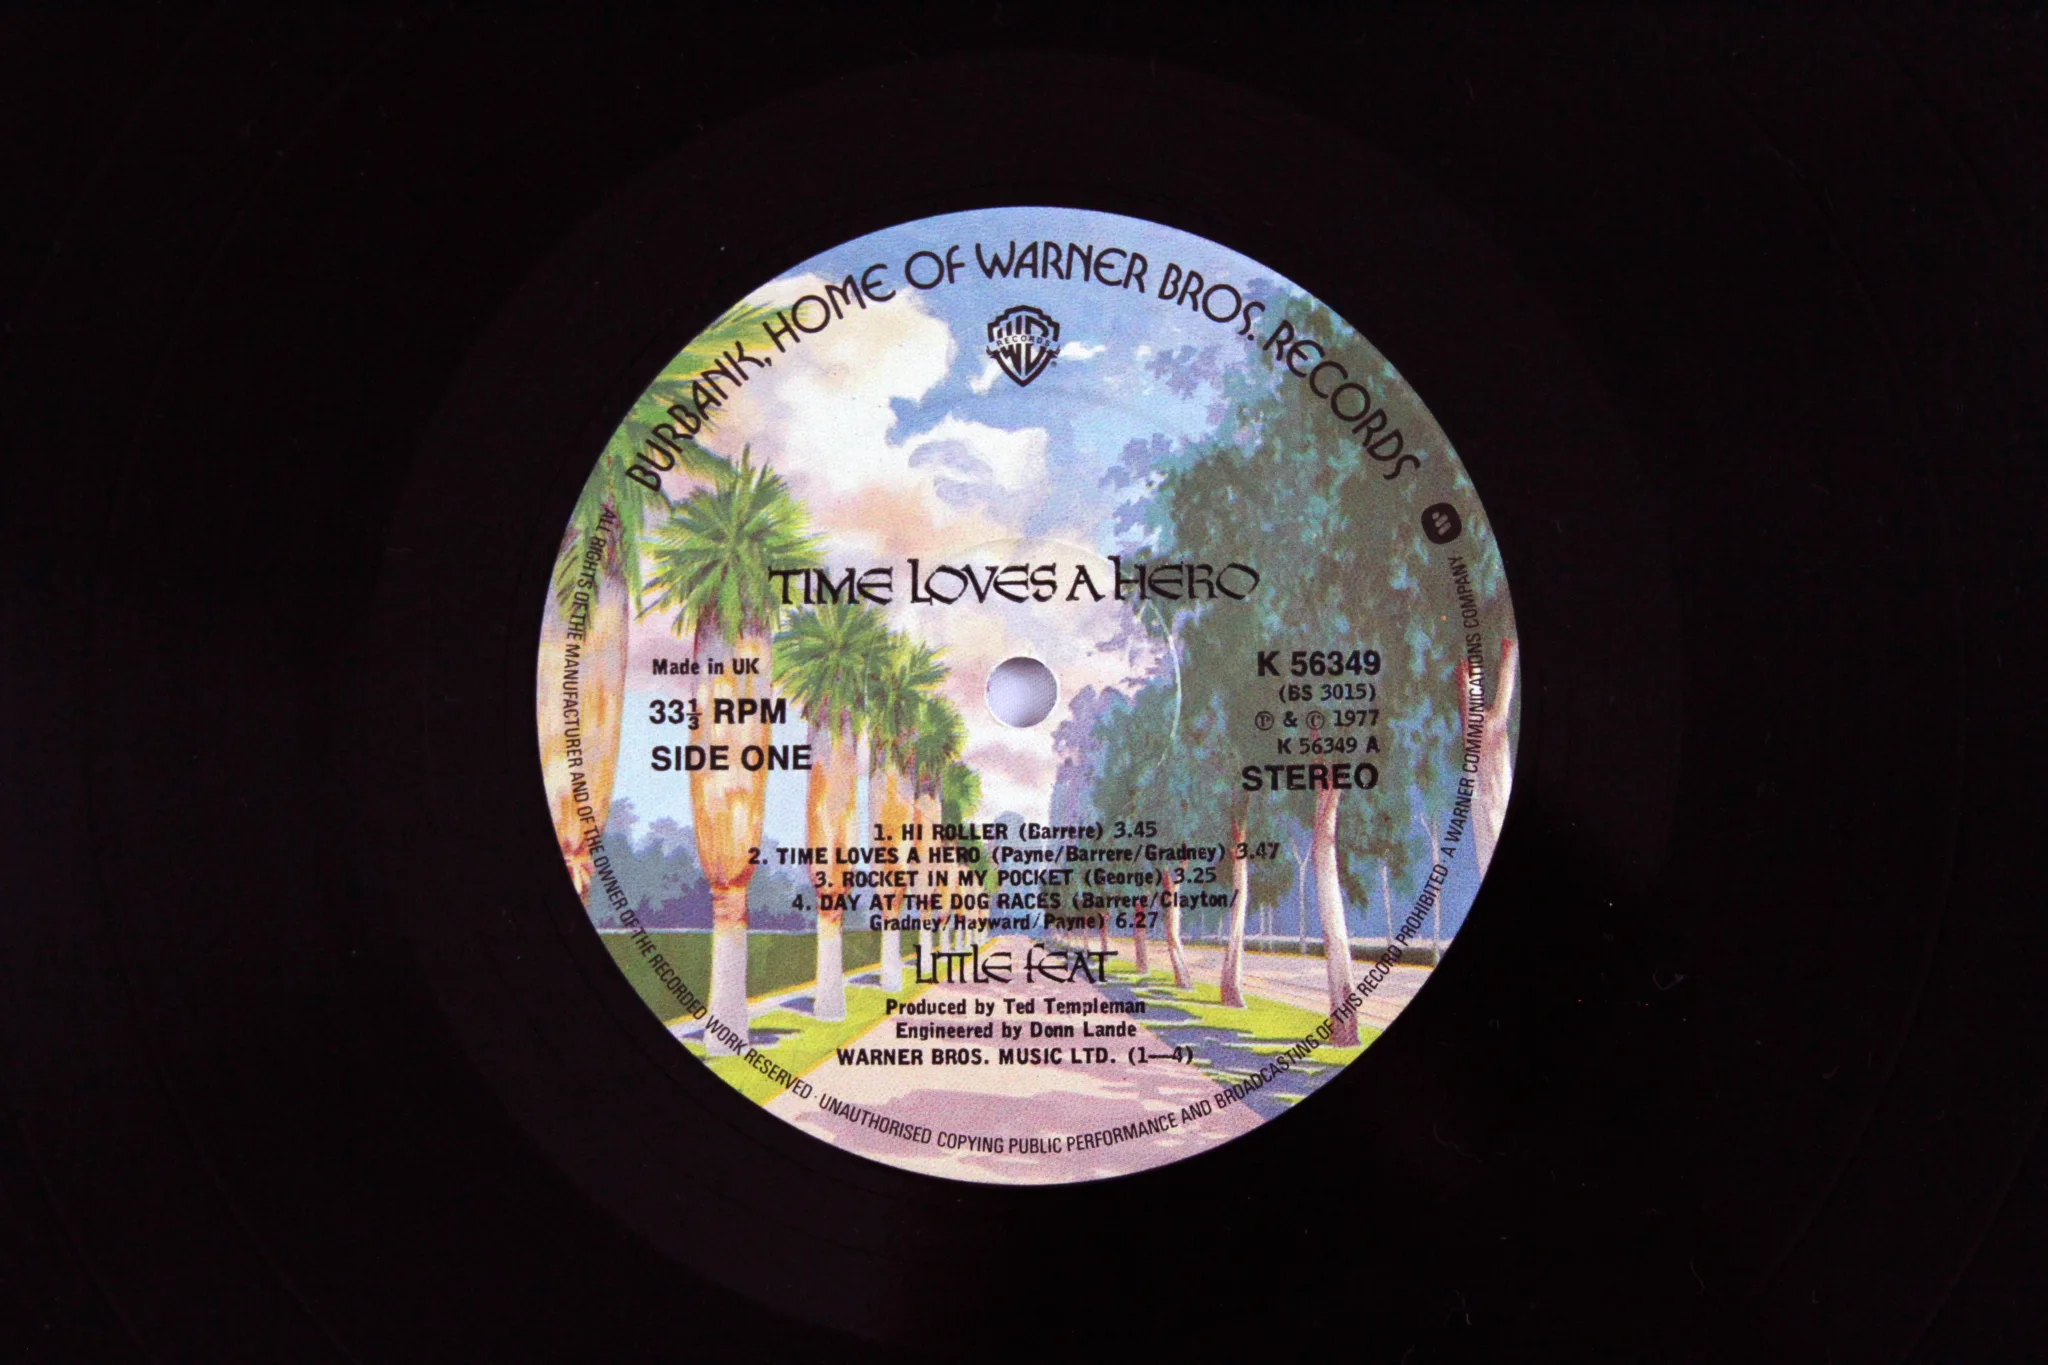 BURBANK, HOME OF WARNER BROS. RECORDS
RECORDS
TIME LOVES A HERO
Made in UK
33⅓ RPM
SIDE ONE
K 56349
(BS 3015)
Ⓟ & © 1977
K 56349 A
STEREO
1. HI ROLLER (Barrere) 3.45
2. TIME LOVES A HERO (Payne/Barrere/Gradney) 3.47
3. ROCKET IN MY POCKET (George) 3.25
4. DAY AT THE DOG RACES (Barrere/Clayton/
Gradney/Hayward/Payne) 6.27
LITTLE FEAT
Produced by Ted Templeman
Engineered by Donn Lande
WARNER BROS. MUSIC LTD. (1—4)
ALL RIGHTS OF THE MANUFACTURER AND OF THE OWNER OF THE RECORDED WORK RESERVED · UNAUTHORISED COPYING PUBLIC PERFORMANCE AND BROADCASTING OF THIS RECORD PROHIBITED · A WARNER COMMUNICATIONS COMPANY